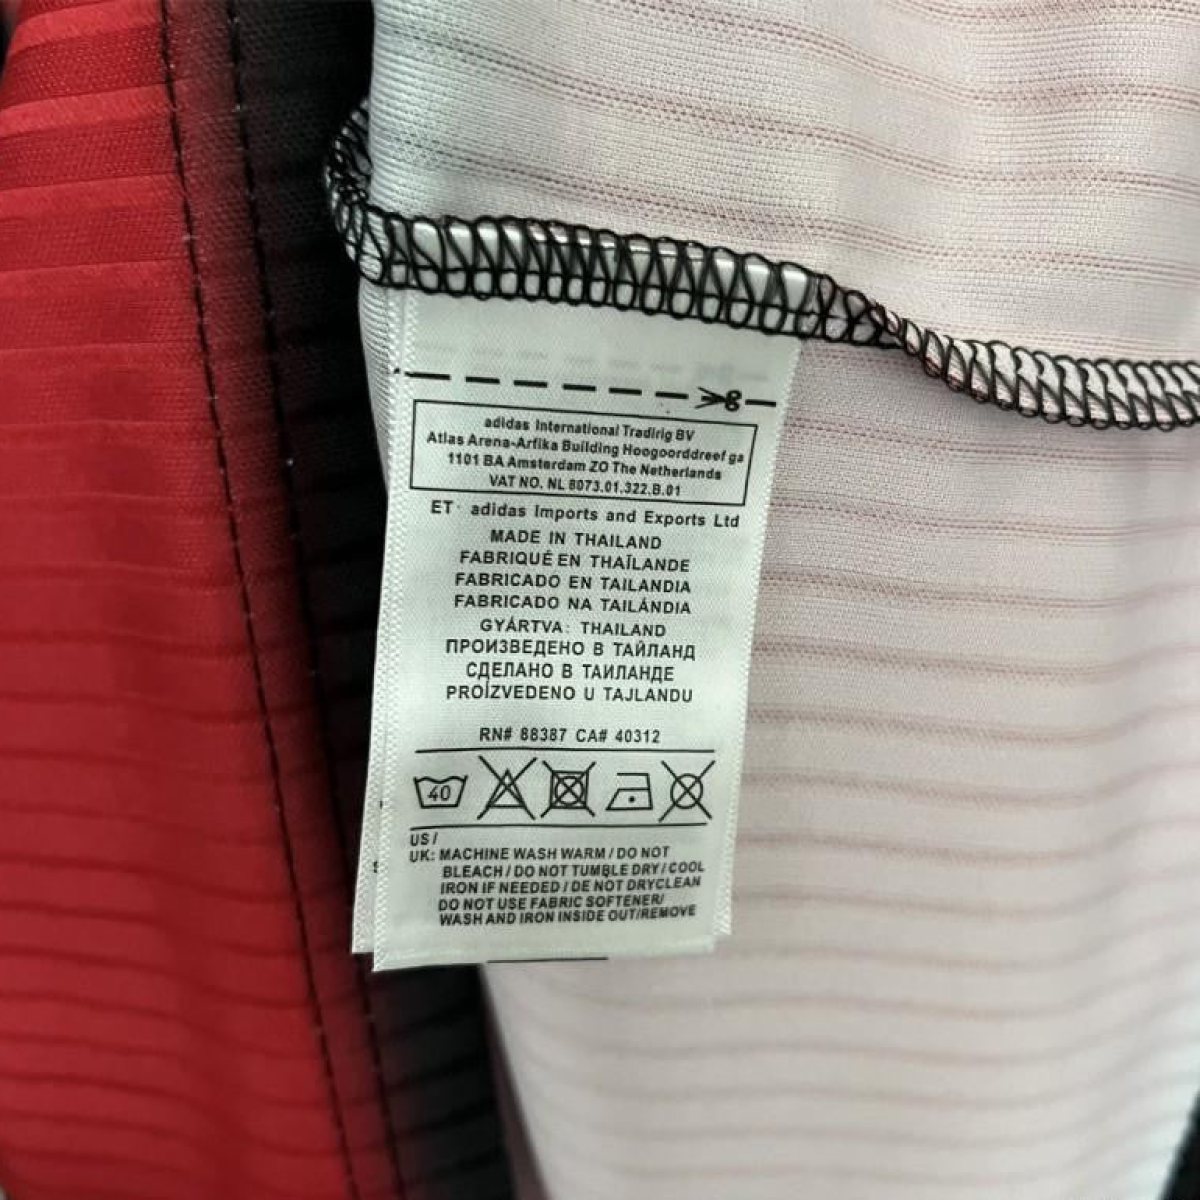 adidas International Tradirig BV
Atlas Arena-Arfika Building Hoogoorddreef ga
1101 BA Amsterdam ZO The Netherlands
VAT NO. NL 8073.01.322.B.01
ET· adidas Imports and Exports Ltd
MADE IN THAILAND
FABRIQUÉ EN THAÏLANDE
FABRICADO EN TAILANDIA
FABRICADO NA TAILÁNDIA
GYÁRTVA: THAILAND
ПРОИЗВЕДЕНО В ТАЙЛАНД
СДЕЛАНО В ТАИЛАНДЕ
PROÍZVEDENO U TAJLANDU
RN# 88387 CA# 40312
40
US/
UK: MACHINE WASH WARM / DO NOT
BLEACH / DO NOT TUMBLE DRY / COOL
IRON IF NEEDED / DE NOT DRYCLEAN
DO NOT USE FABRIC SOFTENER/
WASH AND IRON INSIDE OUT/REMOVE